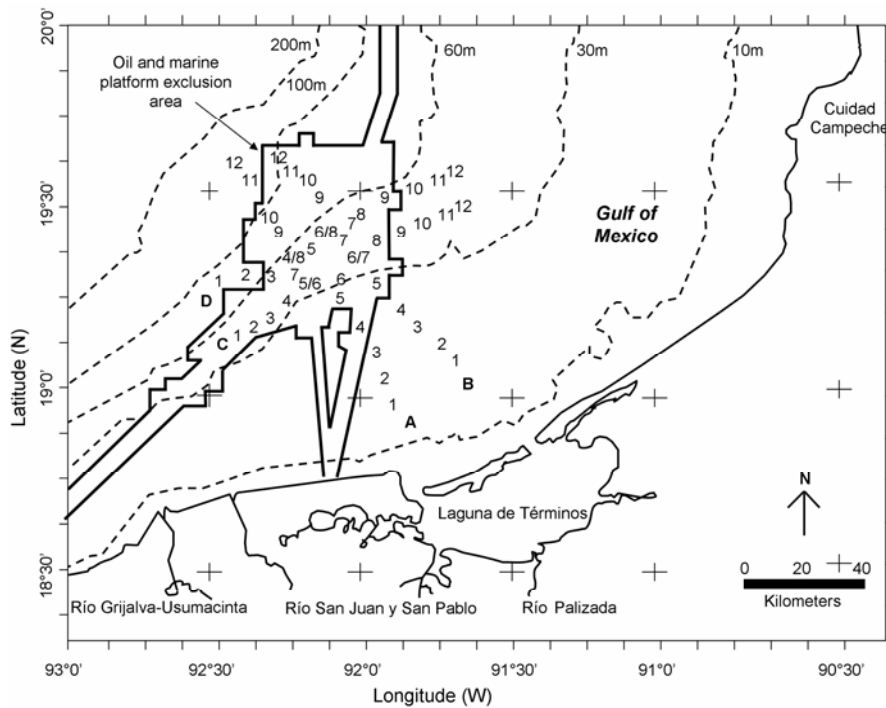 20°0'
200m
60m
30m
10m
Oil and marine
platform exclusion
area
100m
Cuidad
Campeche
12
12
11
11
10
12
11
10
19°30'
9
9
8
10
11
12
10
9
6/8
7
7
8
9
10
11
12
Gulf of
Mexico
5
4/8
6/7
7
5/6
6
5
1
2
3
D
4
5
4
3
2
1
C
4
3
3
2
1
B
2
1
A
19°0'
Latitude (N)
N
Laguna de Términos
18°30'
0 20 40
Kilometers
Río Grijalva-Usumacinta
Río San Juan y San Pablo
Río Palizada
93°0'
92°30'
92°0'
91°30'
91°0'
90°30'
Longitude (W)